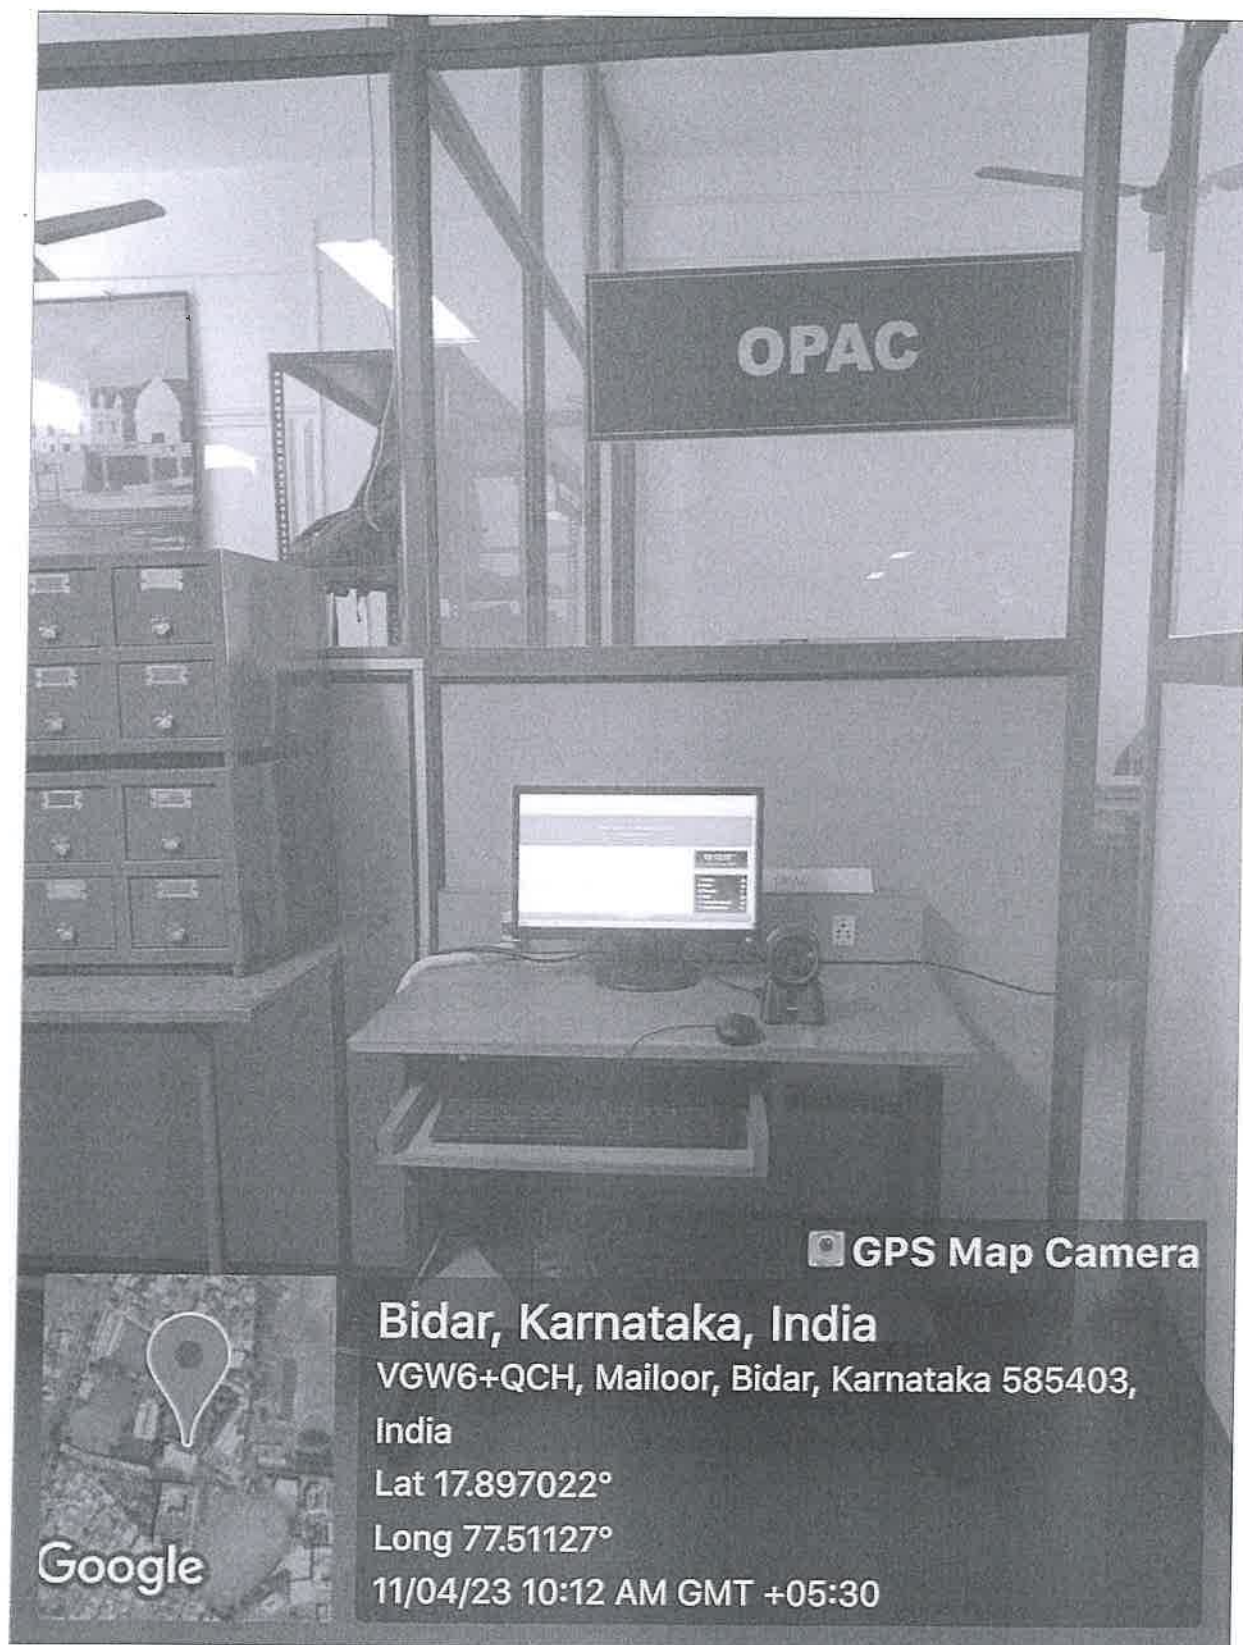 OPAC
GPS Map Camera
Bidar, Karnataka, India
VGW6+QCH, Mailoor, Bidar, Karnataka 585403,
India
Lat 17.897022°
Long 77.51127°
11/04/23 10:12 AM GMT +05:30
Google